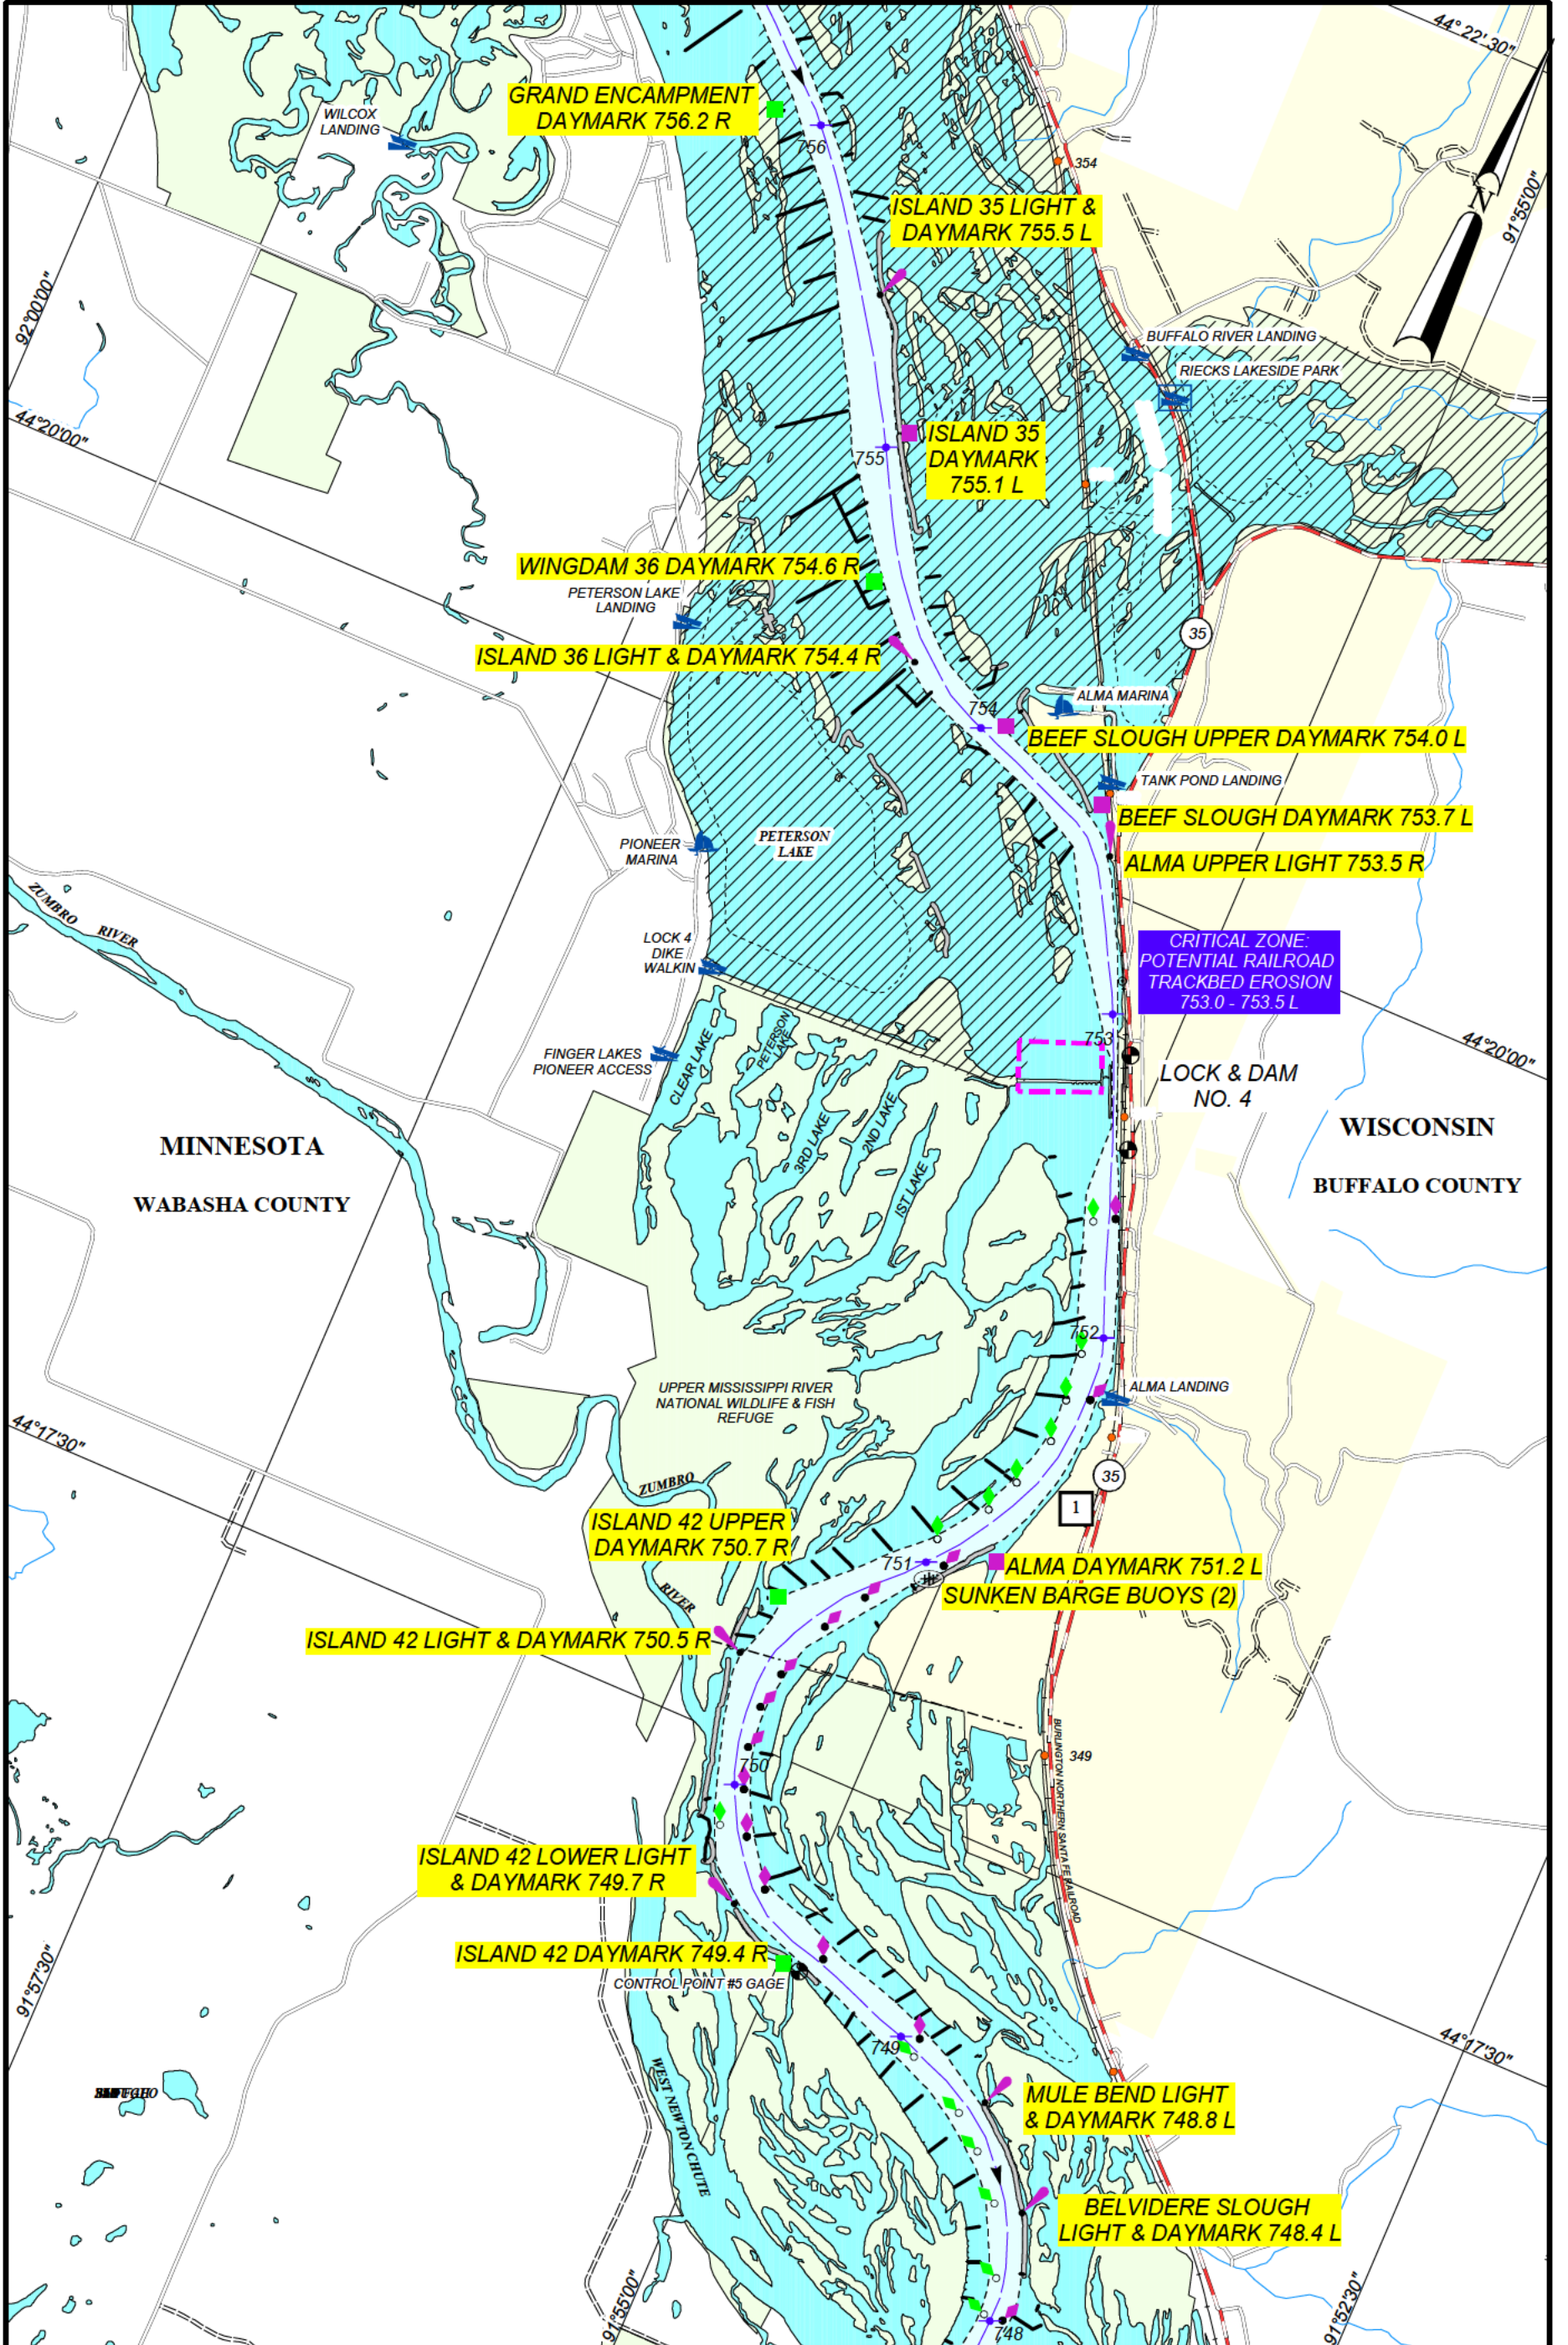 44°22'30"
GRAND ENCAMPMENT
DAYMARK 756.2 R
WILCOX
LANDING
756
354
N
91°55'00"
ISLAND 35 LIGHT &
DAYMARK 755.5 L
92°00'00"
BUFFALO RIVER LANDING
RIECKS LAKESIDE PARK
44°20'00"
755
ISLAND 35
DAYMARK
755.1 L
WINGDAM 36 DAYMARK 754.6 R
PETERSON LAKE
LANDING
35
ISLAND 36 LIGHT & DAYMARK 754.4 R
ALMA MARINA
754
BEEF SLOUGH UPPER DAYMARK 754.0 L
TANK POND LANDING
BEEF SLOUGH DAYMARK 753.7 L
PIONEER
MARINA
PETERSON
LAKE
ALMA UPPER LIGHT 753.5 R
ZUMBRO RIVER
LOCK 4
DIKE
WALKIN
CRITICAL ZONE:
POTENTIAL RAILROAD
TRACKBED EROSION
753.0 - 753.5 L
753
44°20'00"
FINGER LAKES
PIONEER ACCESS
CLEAR LAKE
PETERSON
LAKE
LOCK & DAM
NO. 4
3RD LAKE
2ND LAKE
1ST LAKE
MINNESOTA
WABASHA COUNTY
WISCONSIN
BUFFALO COUNTY
752
UPPER MISSISSIPPI RIVER
NATIONAL WILDLIFE & FISH
REFUGE
ALMA LANDING
44°17'30"
35
ZUMBRO
1
ISLAND 42 UPPER
DAYMARK 750.7 R
751
ALMA DAYMARK 751.2 L
SUNKEN BARGE BUOYS (2)
RIVER
ISLAND 42 LIGHT & DAYMARK 750.5 R
BURLINGTON NORTHERN SANTA FE RAILROAD
349
750
ISLAND 42 LOWER LIGHT
& DAYMARK 749.7 R
ISLAND 42 DAYMARK 749.4 R
CONTROL POINT #5 GAGE
91°57'30"
749
44°17'30"
WEST NEWTON CHUTE
MULE BEND LIGHT
& DAYMARK 748.8 L
BELVIDERE SLOUGH
LIGHT & DAYMARK 748.4 L
91°55'00"
748
91°52'30"